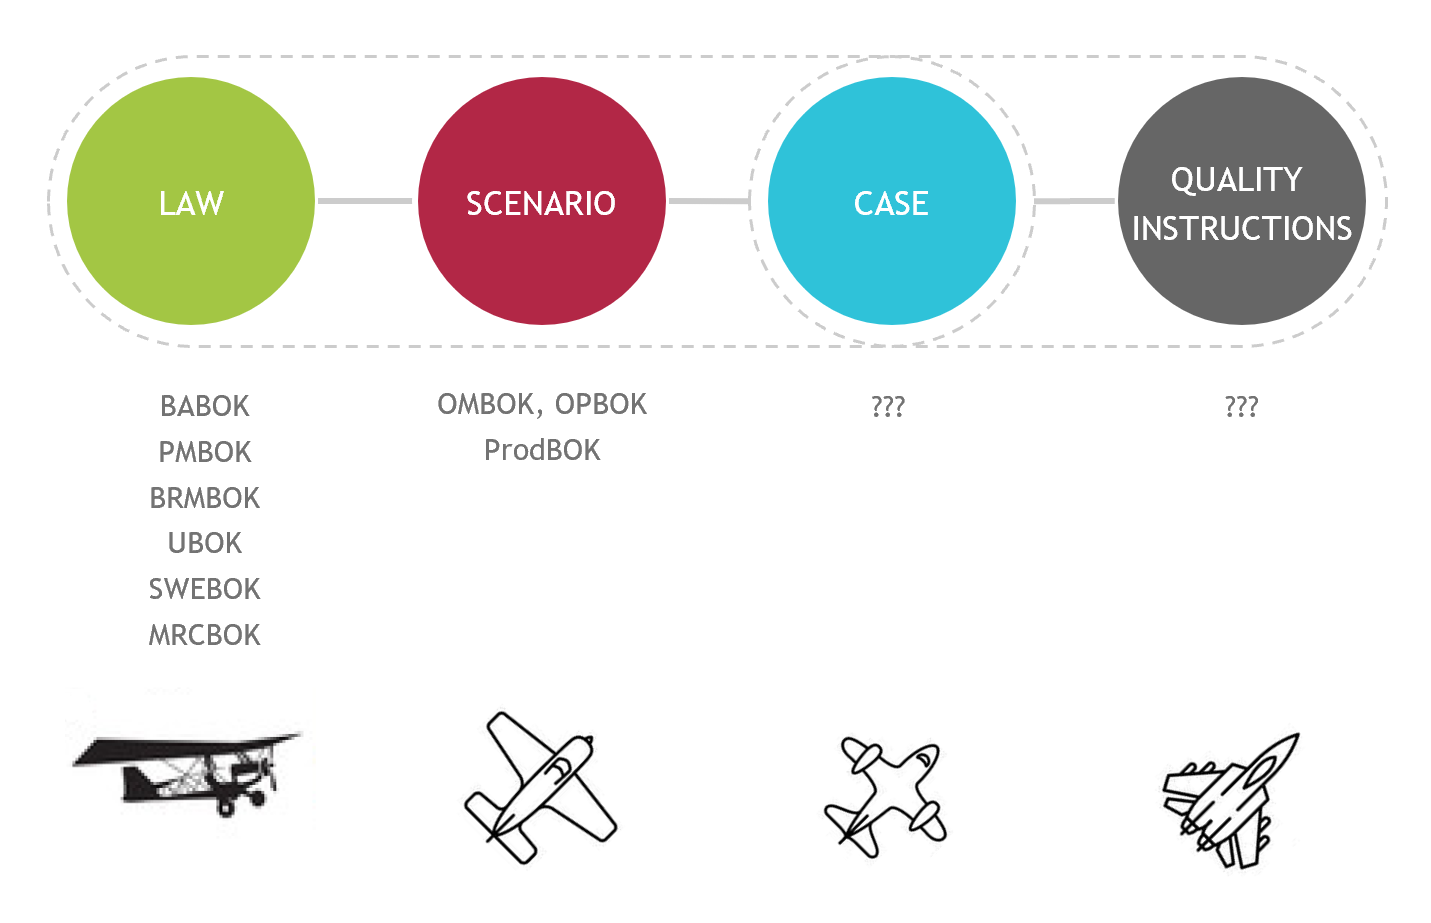 LAW
SCENARIO
CASE
QUALITY
INSTRUCTIONS
BABOK
PMBOK
BRMBOK
UBOK
SWEBOK
MRCBOK
OMBOK, OPBOK
ProdBOK
???
???